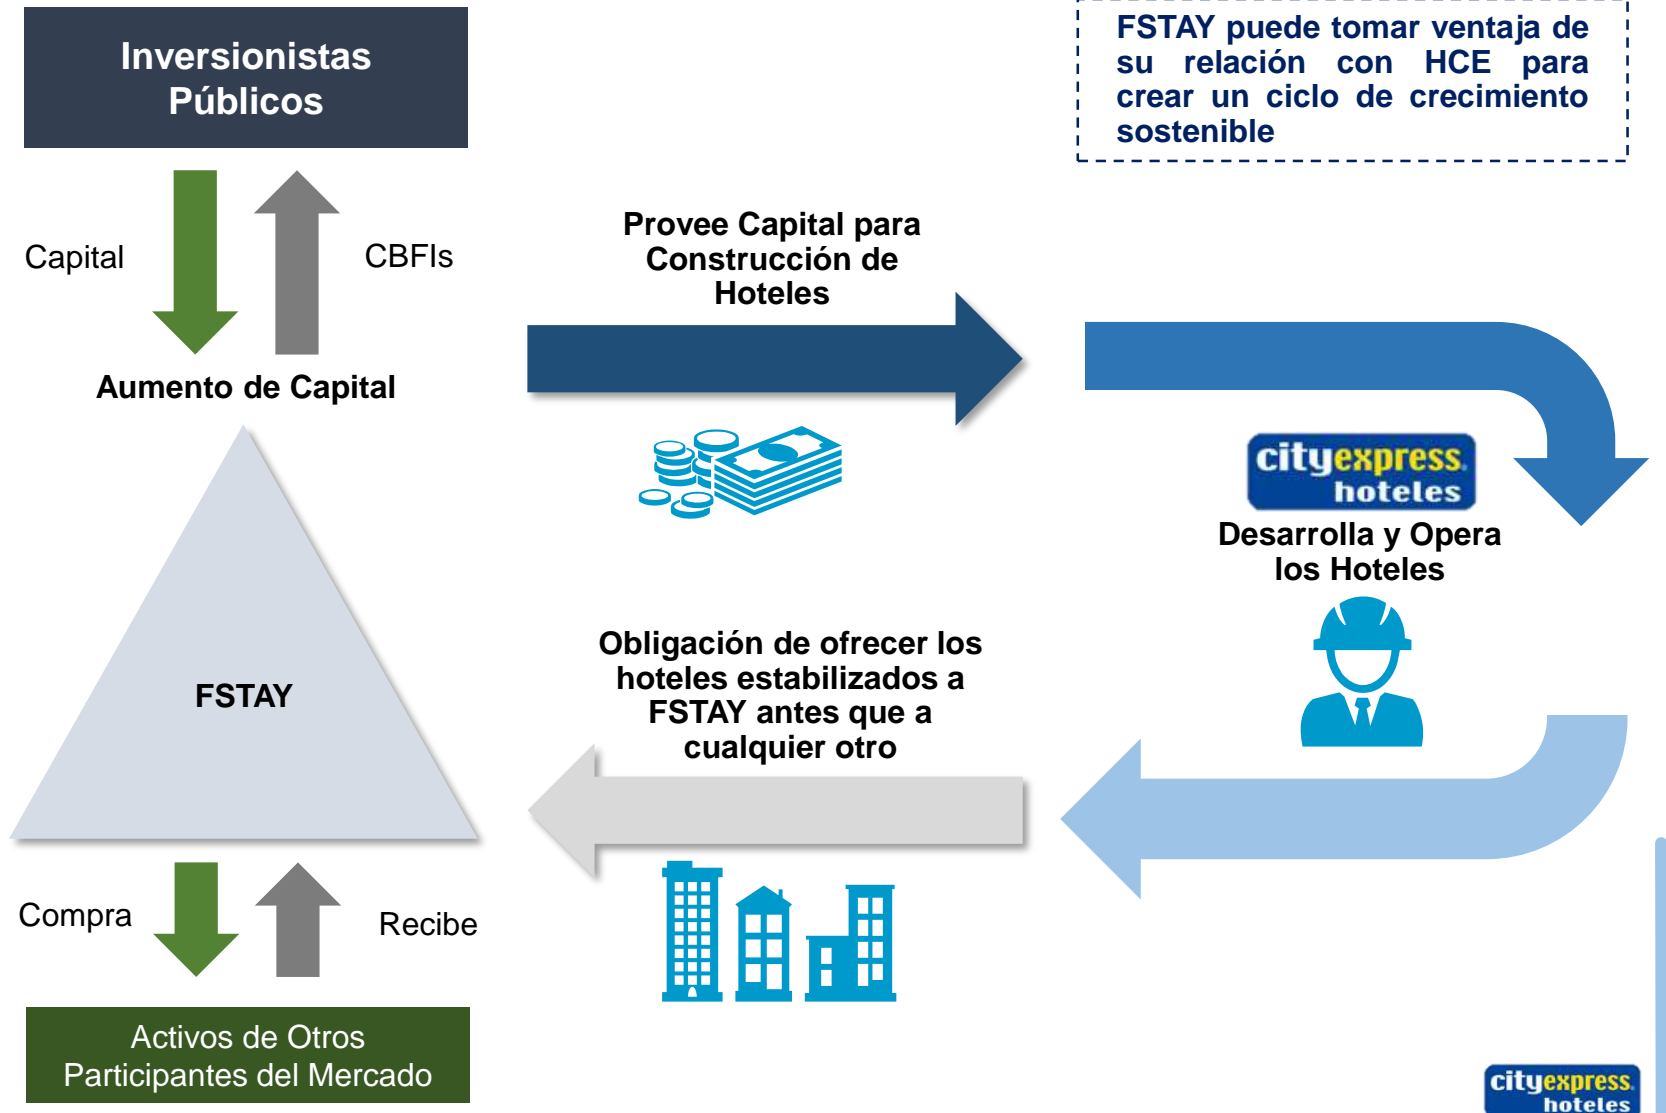 Inversionistas
Públicos
FSTAY puede tomar ventaja de
su relación con HCE para
crear un ciclo de crecimiento
sostenible
Capital
CBFIs
Provee Capital para
Construcción de
Hoteles
Aumento de Capital
cityexpress.
hoteles
Desarrolla y Opera
los Hoteles
FSTAY
Obligación de ofrecer los
hoteles estabilizados a
FSTAY antes que a
cualquier otro
Compra
Recibe
Activos de Otros
Participantes del Mercado
cityexpress.
hoteles